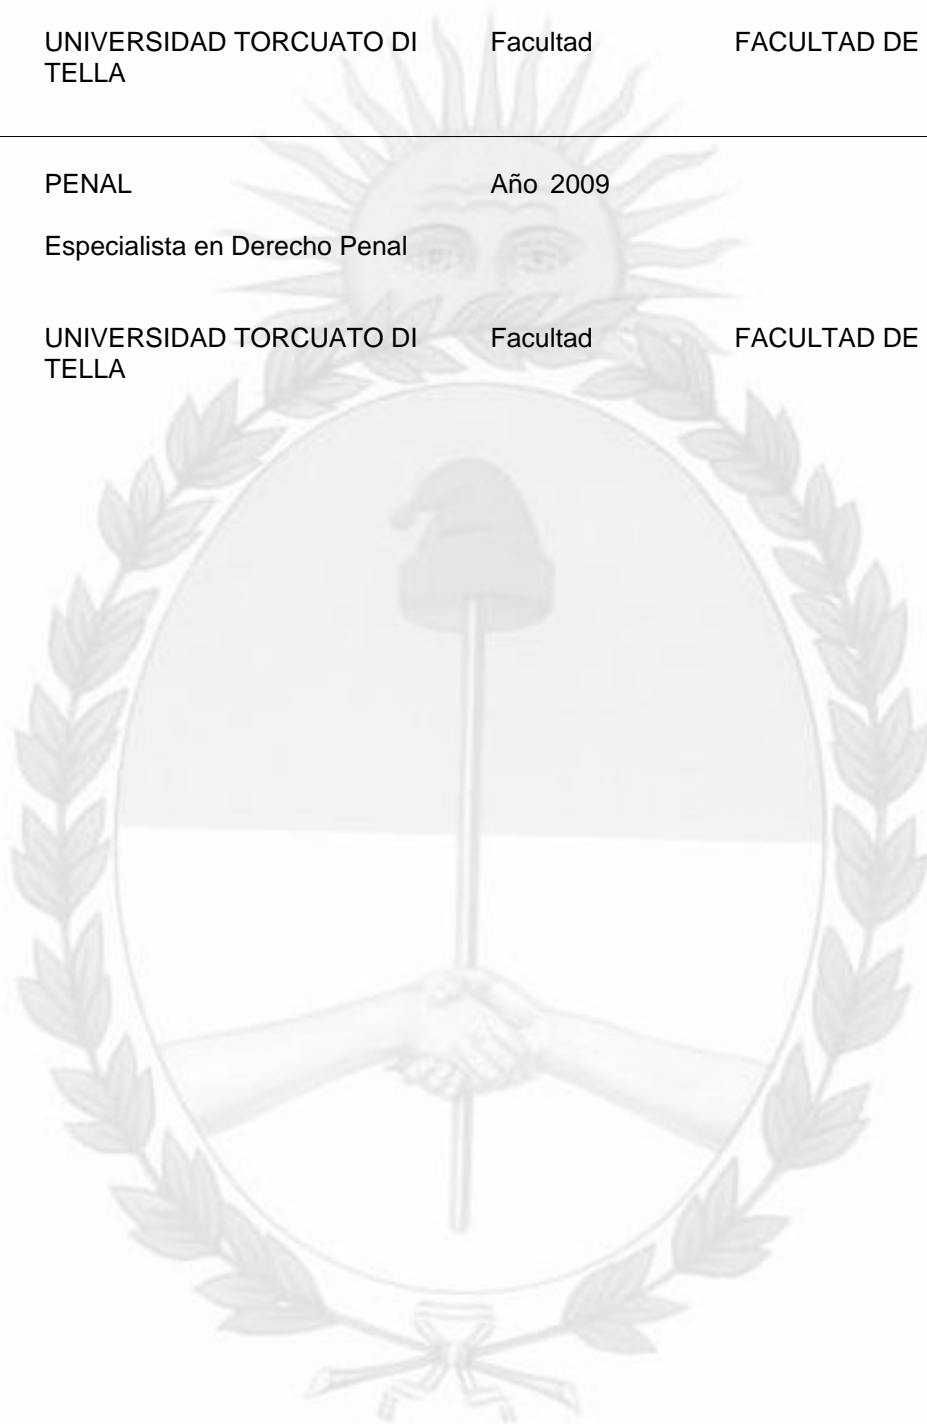 UNIVERSIDAD TORCUATO DI Facultad FACULTAD DE
TELLA
PENAL Año 2009
Especialista en Derecho Penal
UNIVERSIDAD TORCUATO DI Facultad FACULTAD DE
TELLA